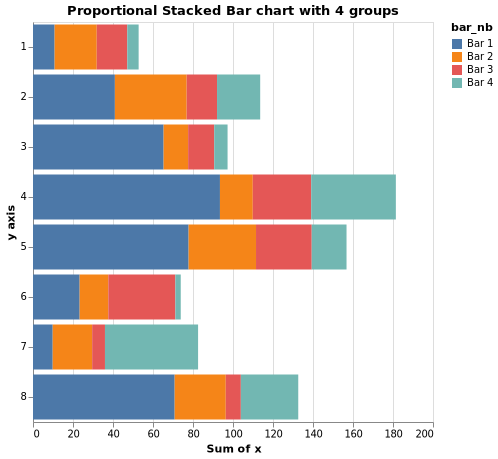 Proportional Stacked Bar chart with 4 groups
bar_nb
Bar 1
Bar 2
Bar 3
Bar 4
y axis
1
2
3
4
5
6
7
8
0 20 40 60 80 100 120 140 160 180 200
Sum of x